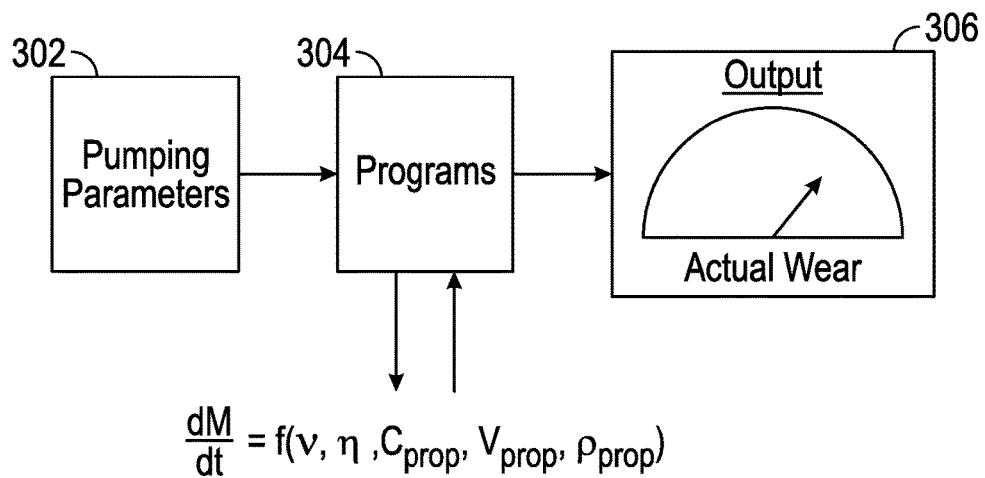 302
304
306
Pumping
Parameters
Programs
Output
Actual Wear
dM/dt = f(ν, η ,C_prop, V_prop, ρ_prop)